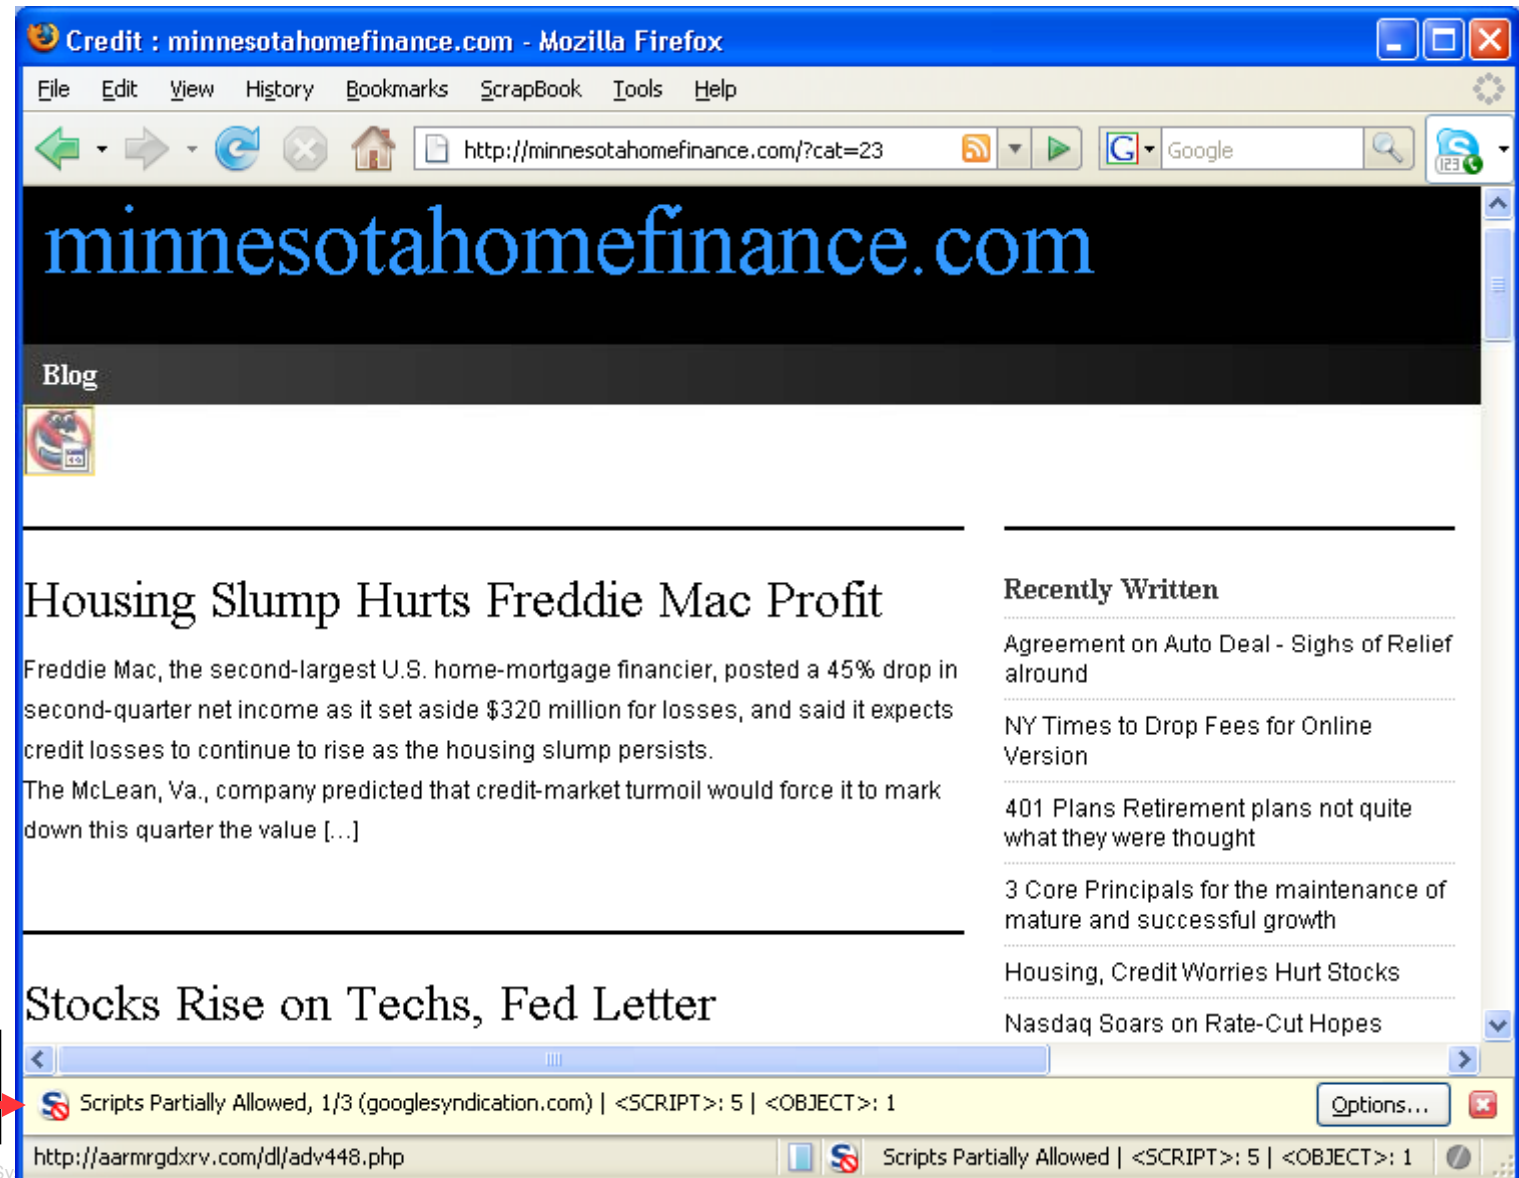 Credit : minnesotahomefinance.com - Mozilla Firefox
File Edit View History Bookmarks ScrapBook Tools Help
http://minnesotahomefinance.com/?cat=23 G Google
minnesotahomefinance.com
Blog
Housing Slump Hurts Freddie Mac Profit
Freddie Mac, the second-largest U.S. home-mortgage financier, posted a 45% drop in
second-quarter net income as it set aside $320 million for losses, and said it expects
credit losses to continue to rise as the housing slump persists.
The McLean, Va., company predicted that credit-market turmoil would force it to mark
down this quarter the value [...]
Stocks Rise on Techs, Fed Letter
Recently Written
Agreement on Auto Deal - Sighs of Relief
alround
NY Times to Drop Fees for Online
Version
401 Plans Retirement plans not quite
what they were thought
3 Core Principals for the maintenance of
mature and successful growth
Housing, Credit Worries Hurt Stocks
Nasdaq Soars on Rate-Cut Hopes
Scripts Partially Allowed, 1/3 (googlesyndication.com) | <SCRIPT>: 5 | <OBJECT>: 1 Options...
http://aarmrgdxrv.com/dl/adv448.php Scripts Partially Allowed | <SCRIPT>: 5 | <OBJECT>: 1